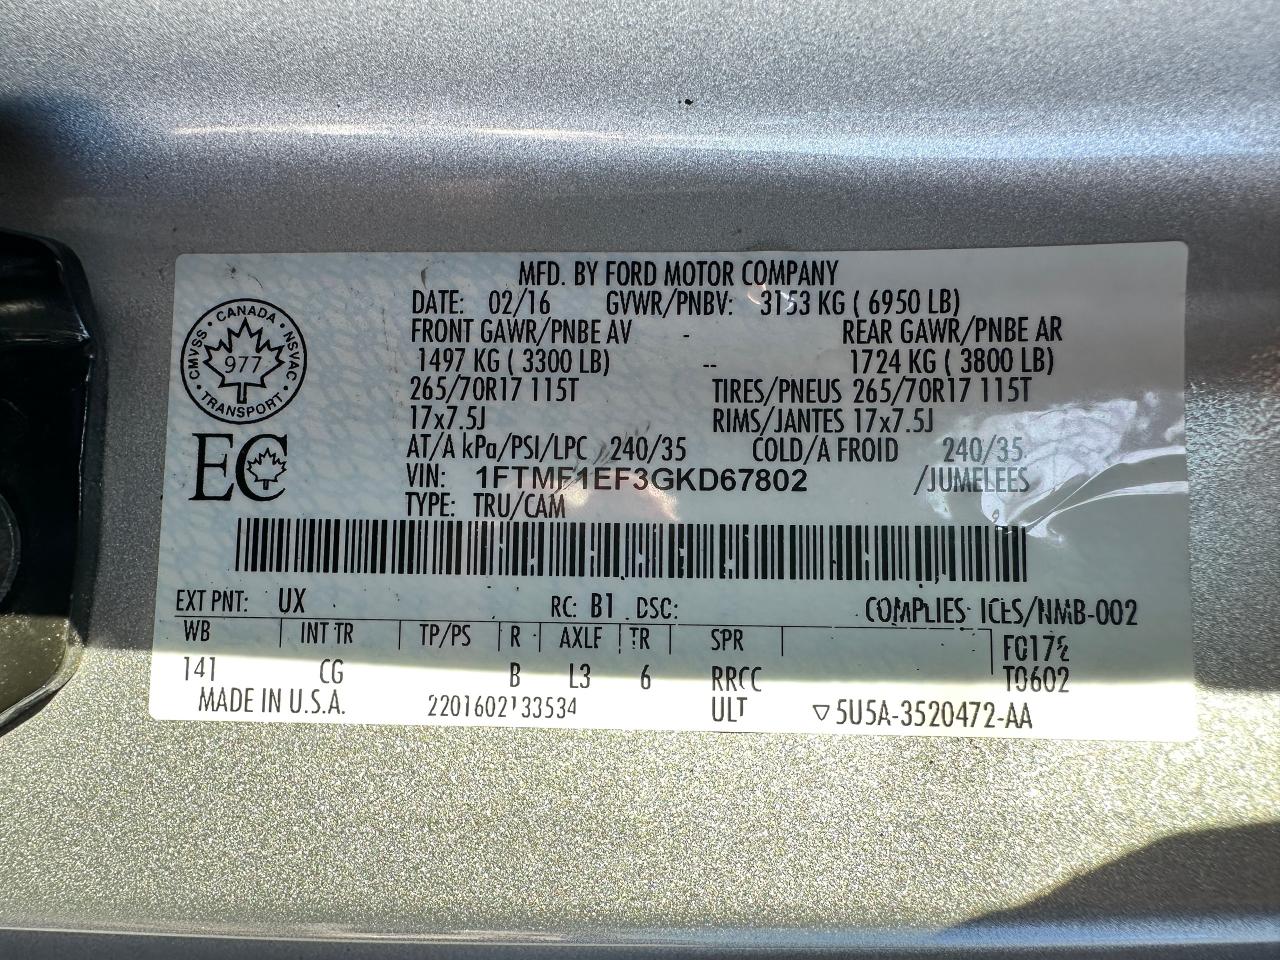 MFD. BY FORD MOTOR COMPANY
DATE: 02/16 GVWR/PNBV: 3153 KG ( 6950 LB)
FRONT GAWR/PNBE AV - REAR GAWR/PNBE AR
1497 KG ( 3300 LB) -- 1724 KG ( 3800 LB)
265/70R17 115T TIRES/PNEUS 265/70R17 115T
17x7.5J RIMS/JANTES 17x7.5J
AT/A kPa/PSI/LPC 240/35 COLD/A FROID 240/35
VIN: 1FTMF1EF3GKD67802 /JUMELEES
TYPE: TRU/CAM
CMVSS • CANADA • NSVAC • TRANSPORT •
977
EC
EXT PNT: UX RC: B1 DSC: COMPLIES ICES/NMB-002
WB INT TR TP/PS R AXLE TR SPR
141 CG B L3 6 RRCC T0602
MADE IN U.S.A. 2201602133534 ULT ▽ 5U5A-3520472-AA